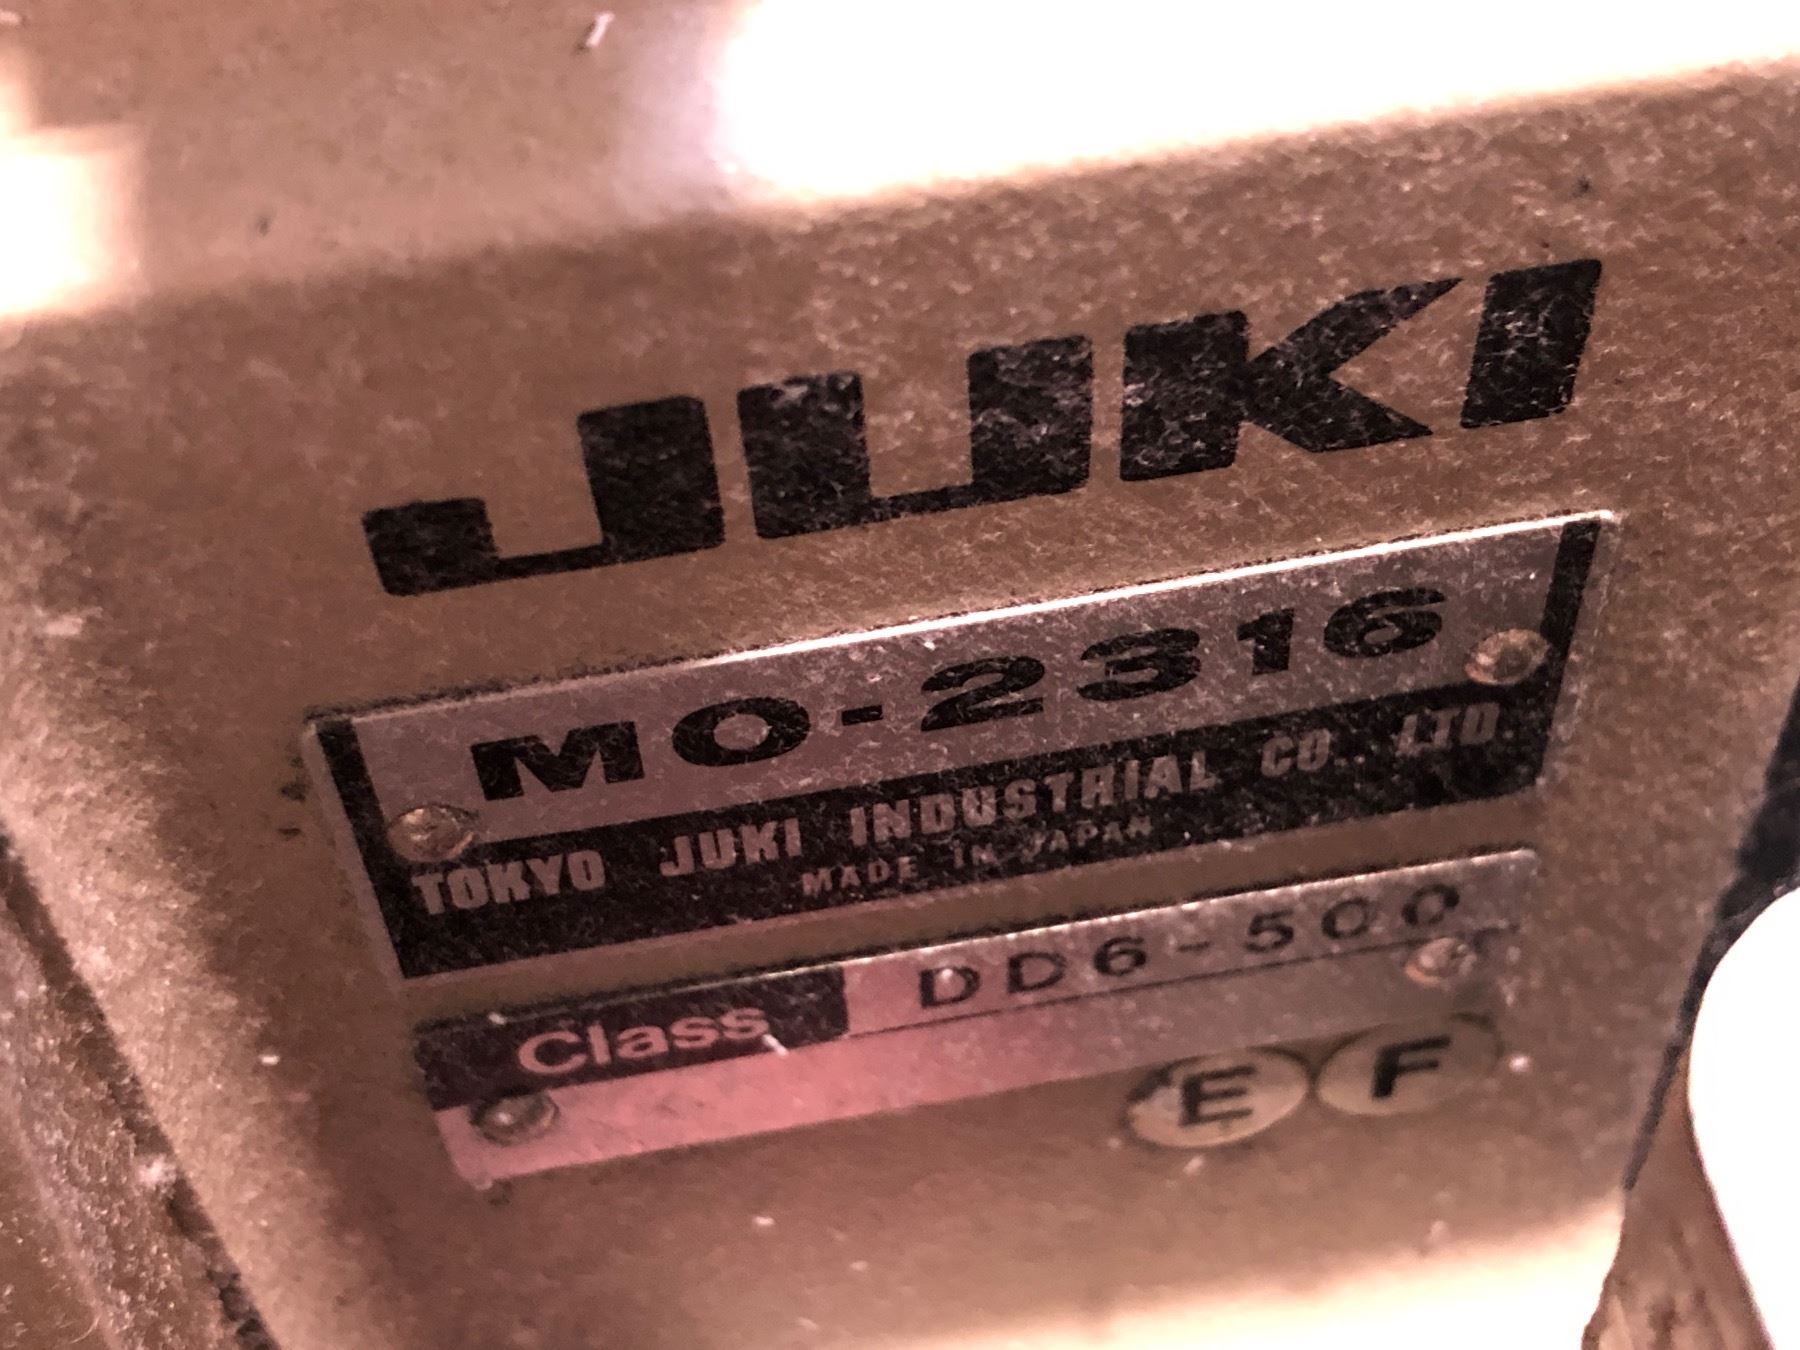 JUKI
MO-2316
TOKYO JUKI INDUSTRIAL CO., LTD.
MADE IN JAPAN
Class DD6-500
E F